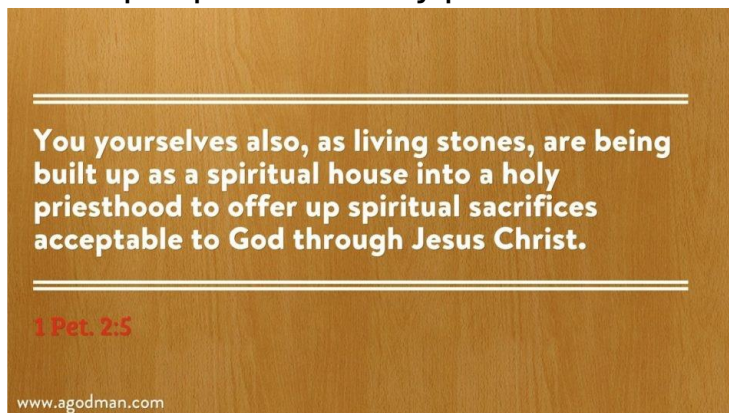 You yourselves also, as living stones, are being
built up as a spiritual house into a holy
priesthood to offer up spiritual sacrifices
acceptable to God through Jesus Christ.
1 Pet. 2:5
www.agodman.com